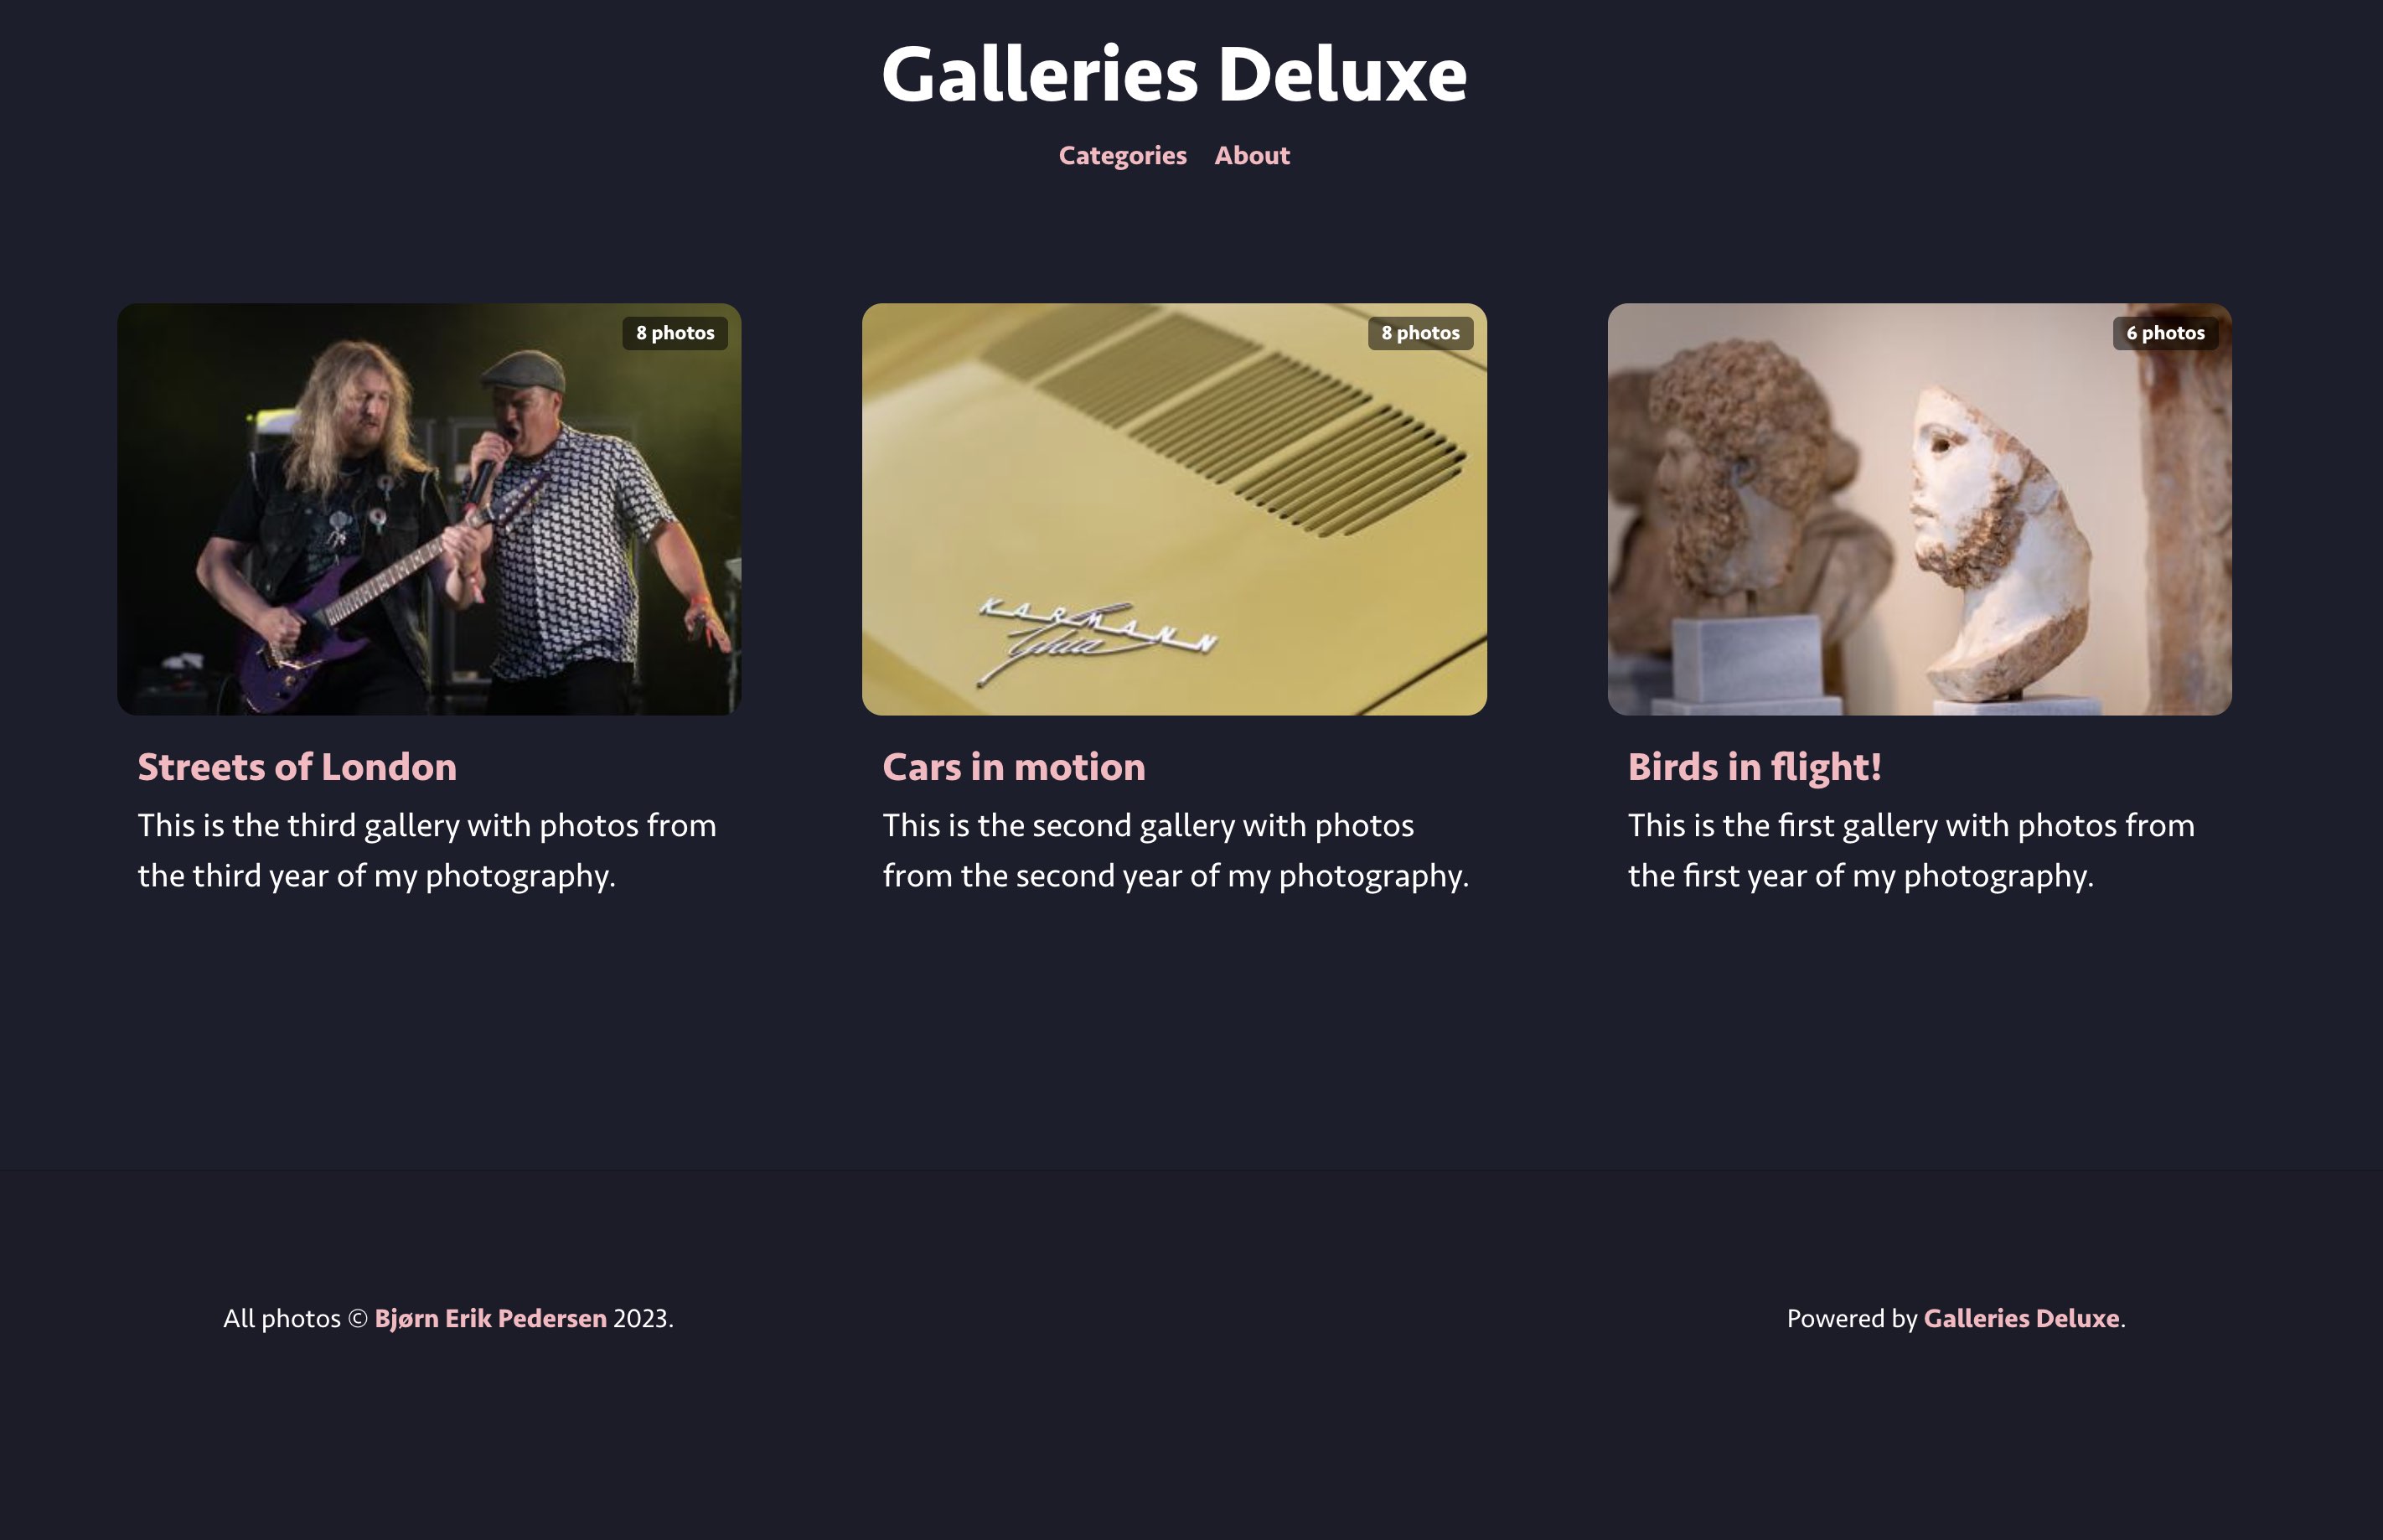 Galleries Deluxe
Categories About
8 photos
KARMANN
Ghia
Streets of London
This is the third gallery with photos from
the third year of my photography.
8 photos
Cars in motion
This is the second gallery with photos
from the second year of my photography.
6 photos
Birds in flight!
This is the first gallery with photos from
the first year of my photography.
All photos © Bjørn Erik Pedersen 2023.
Powered by Galleries Deluxe.